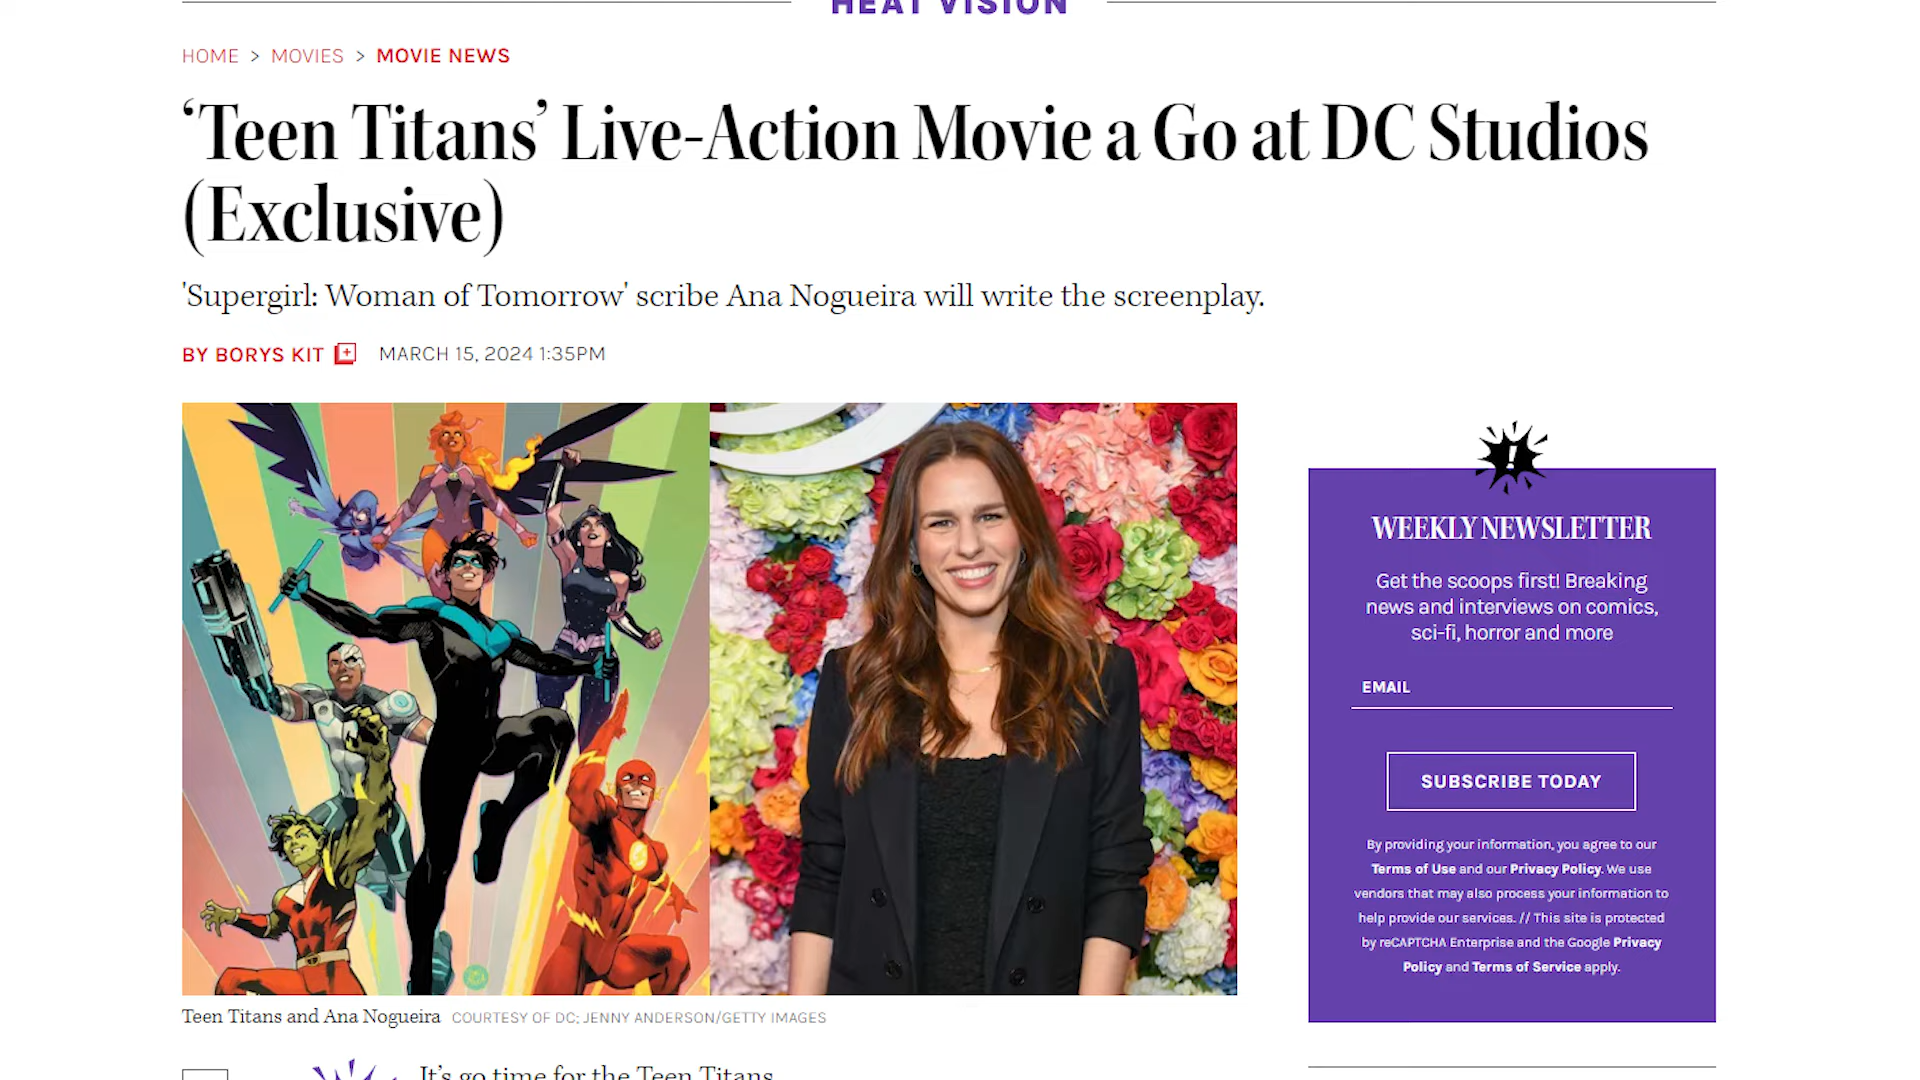 HEAT VISION
HOME > MOVIES > MOVIE NEWS
‘Teen Titans’ Live-Action Movie a Go at DC Studios
(Exclusive)
'Supergirl: Woman of Tomorrow' scribe Ana Nogueira will write the screenplay.
BY BORYS KIT + MARCH 15, 2024 1:35PM
Teen Titans and Ana Nogueira COURTESY OF DC; JENNY ANDERSON/GETTY IMAGES
It’s go time for the Teen Titans
!
WEEKLY NEWSLETTER
Get the scoops first! Breaking
news and interviews on comics,
sci-fi, horror and more
EMAIL
SUBSCRIBE TODAY
By providing your information, you agree to our
Terms of Use and our Privacy Policy. We use
vendors that may also process your information to
help provide our services. // This site is protected
by reCAPTCHA Enterprise and the Google Privacy
Policy and Terms of Service apply.